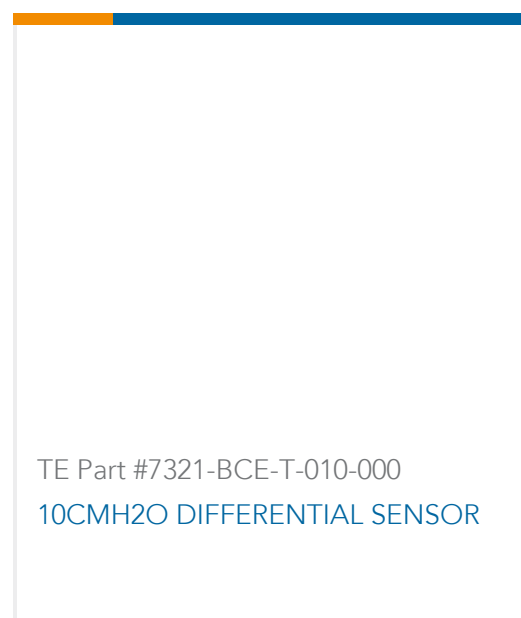 TE Part #7321-BCE-T-010-000
10CMH2O DIFFERENTIAL SENSOR